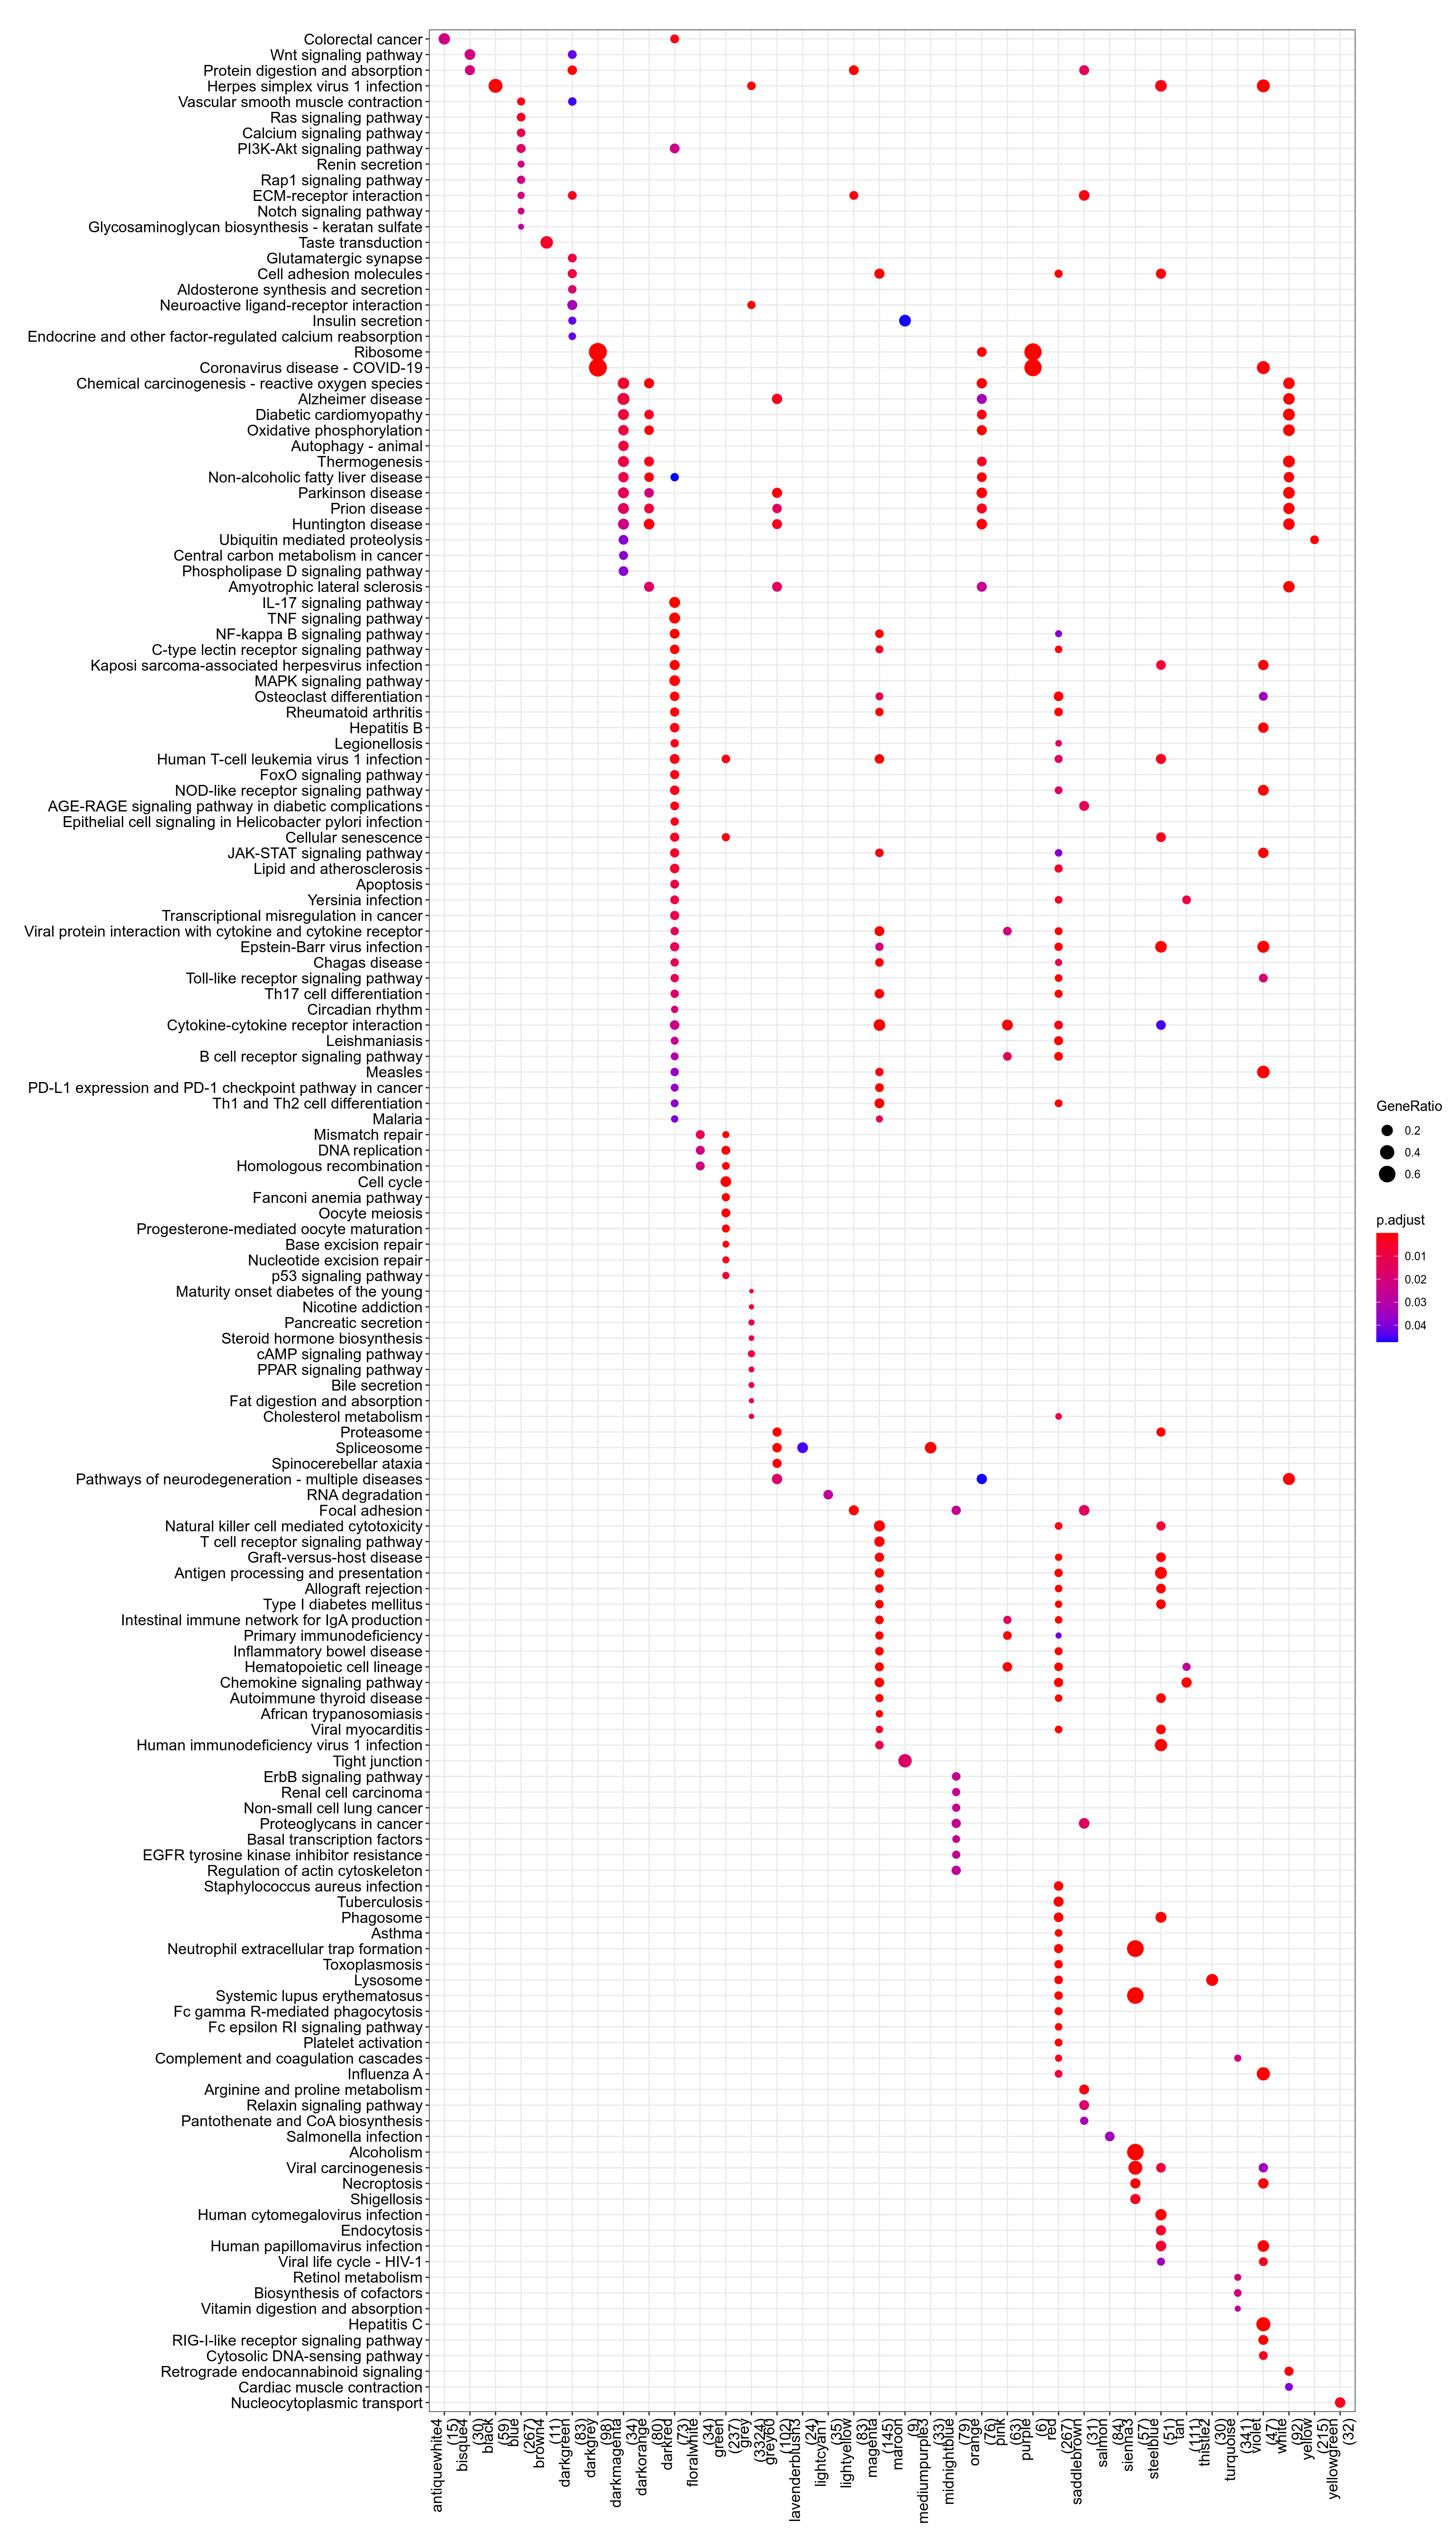 Colorectal cancer
Wnt signaling pathway
Protein digestion and absorption
Herpes simplex virus 1 infection
Vascular smooth muscle contraction
Ras signaling pathway
Calcium signaling pathway
PI3K-Akt signaling pathway
Renin secretion
Rap1 signaling pathway
ECM-receptor interaction
Notch signaling pathway
Glycosaminoglycan biosynthesis - keratan sulfate
Taste transduction
Glutamatergic synapse
Cell adhesion molecules
Aldosterone synthesis and secretion
Neuroactive ligand-receptor interaction
Insulin secretion
Endocrine and other factor-regulated calcium reabsorption
Ribosome
Coronavirus disease - COVID-19
Chemical carcinogenesis - reactive oxygen species
Alzheimer disease
Diabetic cardiomyopathy
Oxidative phosphorylation
Autophagy - animal
Thermogenesis
Non-alcoholic fatty liver disease
Parkinson disease
Prion disease
Huntington disease
Ubiquitin mediated proteolysis
Central carbon metabolism in cancer
Phospholipase D signaling pathway
Amyotrophic lateral sclerosis
IL-17 signaling pathway
TNF signaling pathway
NF-kappa B signaling pathway
C-type lectin receptor signaling pathway
Kaposi sarcoma-associated herpesvirus infection
MAPK signaling pathway
Osteoclast differentiation
Rheumatoid arthritis
Hepatitis B
Legionellosis
Human T-cell leukemia virus 1 infection
FoxO signaling pathway
NOD-like receptor signaling pathway
AGE-RAGE signaling pathway in diabetic complications
Epithelial cell signaling in Helicobacter pylori infection
Cellular senescence
JAK-STAT signaling pathway
Lipid and atherosclerosis
Apoptosis
Yersinia infection
Transcriptional misregulation in cancer
Viral protein interaction with cytokine and cytokine receptor
Epstein-Barr virus infection
Chagas disease
Toll-like receptor signaling pathway
Th17 cell differentiation
Circadian rhythm
Cytokine-cytokine receptor interaction
Leishmaniasis
B cell receptor signaling pathway
Measles
PD-L1 expression and PD-1 checkpoint pathway in cancer
Th1 and Th2 cell differentiation
Malaria
Mismatch repair
DNA replication
Homologous recombination
Cell cycle
Fanconi anemia pathway
Oocyte meiosis
Progesterone-mediated oocyte maturation
Base excision repair
Nucleotide excision repair
p53 signaling pathway
Maturity onset diabetes of the young
Nicotine addiction
Pancreatic secretion
Steroid hormone biosynthesis
cAMP signaling pathway
PPAR signaling pathway
Bile secretion
Fat digestion and absorption
Cholesterol metabolism
Proteasome
Spliceosome
Spinocerebellar ataxia
Pathways of neurodegeneration - multiple diseases
RNA degradation
Focal adhesion
Natural killer cell mediated cytotoxicity
T cell receptor signaling pathway
Graft-versus-host disease
Antigen processing and presentation
Allograft rejection
Type I diabetes mellitus
Intestinal immune network for IgA production
Primary immunodeficiency
Inflammatory bowel disease
Hematopoietic cell lineage
Chemokine signaling pathway
Autoimmune thyroid disease
African trypanosomiasis
Viral myocarditis
Human immunodeficiency virus 1 infection
Tight junction
ErbB signaling pathway
Renal cell carcinoma
Non-small cell lung cancer
Proteoglycans in cancer
Basal transcription factors
EGFR tyrosine kinase inhibitor resistance
Regulation of actin cytoskeleton
Staphylococcus aureus infection
Tuberculosis
Phagosome
Asthma
Neutrophil extracellular trap formation
Toxoplasmosis
Lysosome
Systemic lupus erythematosus
Fc gamma R-mediated phagocytosis
Fc epsilon RI signaling pathway
Platelet activation
Complement and coagulation cascades
Influenza A
Arginine and proline metabolism
Relaxin signaling pathway
Pantothenate and CoA biosynthesis
Salmonella infection
Alcoholism
Viral carcinogenesis
Necroptosis
Shigellosis
Human cytomegalovirus infection
Endocytosis
Human papillomavirus infection
Viral life cycle - HIV-1
Retinol metabolism
Biosynthesis of cofactors
Vitamin digestion and absorption
Hepatitis C
RIG-I-like receptor signaling pathway
Cytosolic DNA-sensing pathway
Retrograde endocannabinoid signaling
Cardiac muscle contraction
Nucleocytoplasmic transport
antiquewhite4
(15)
bisque4
(30)
black
(59)
blue
(267)
brown4
(11)
darkgreen
(83)
darkgrey
(98)
darkmagenta
(34)
darkorange
(80)
darkred
(73)
floralwhite
(34)
green
(237)
grey
(3324)
grey60
(102)
lavenderblush3
(24)
lightcyan1
(35)
lightyellow
(83)
magenta
(145)
maroon
(9)
mediumpurple3
(33)
midnightblue
(79)
orange
(76)
pink
(63)
purple
(6)
red
(267)
saddlebrown
(31)
salmon
(84)
sienna3
(57)
steelblue
(51)
tan
(111)
thistle2
(30)
turquoise
(341)
violet
(47)
white
(92)
yellow
(215)
yellowgreen
(32)
GeneRatio
0.2
0.4
0.6
p.adjust
0.01
0.02
0.03
0.04